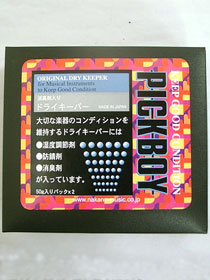 ORIGINAL DRY KEEPER
for Musical Instruments
to Keep Good Condition
湿度剤入り
MADE IN JAPAN
ドライキーパー
大切な楽器のコンディションを
維持するドライキーパーには
●湿度調節剤
●防錆剤
●消臭剤
が入っています。
50g入りパック×2
www.nakanomusic.co.jp
KEEP GOOD CONDITION
PICKBOY